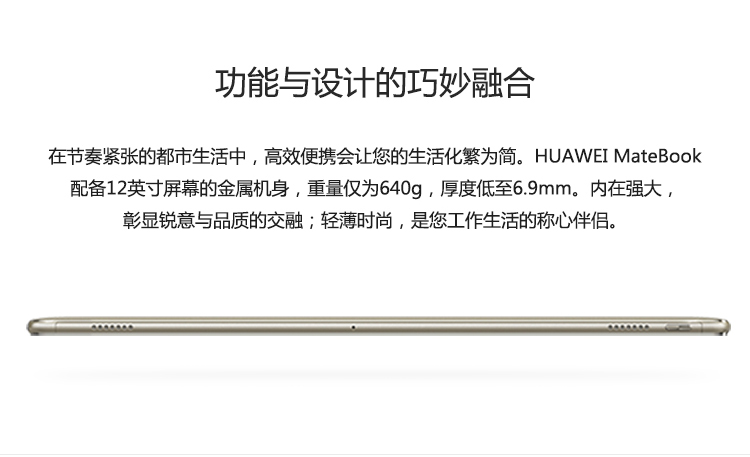 功能与设计的巧妙融合
在节奏紧张的都市生活中，高效便携会让您的生活化繁为简。HUAWEI MateBook
配备12英寸屏幕的金属机身，重量仅为640g，厚度低至6.9mm。内在强大，
彰显锐意与品质的交融；轻薄时尚，是您工作生活的称心伴侣。